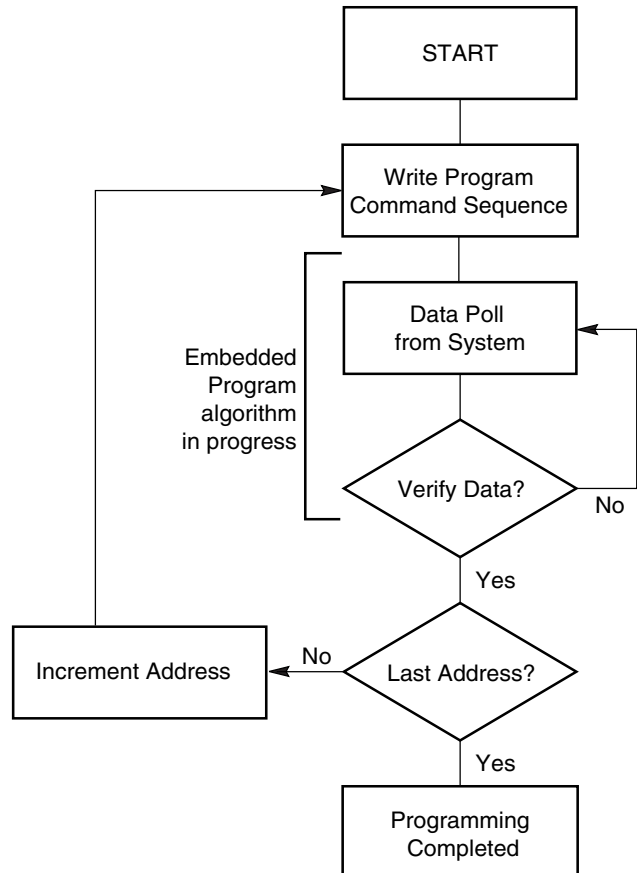 START
Write Program
Command Sequence
Data Poll
from System
Embedded
Program
algorithm
in progress
Verify Data?
No
Yes
Increment Address
No
Last Address?
Yes
Programming
Completed